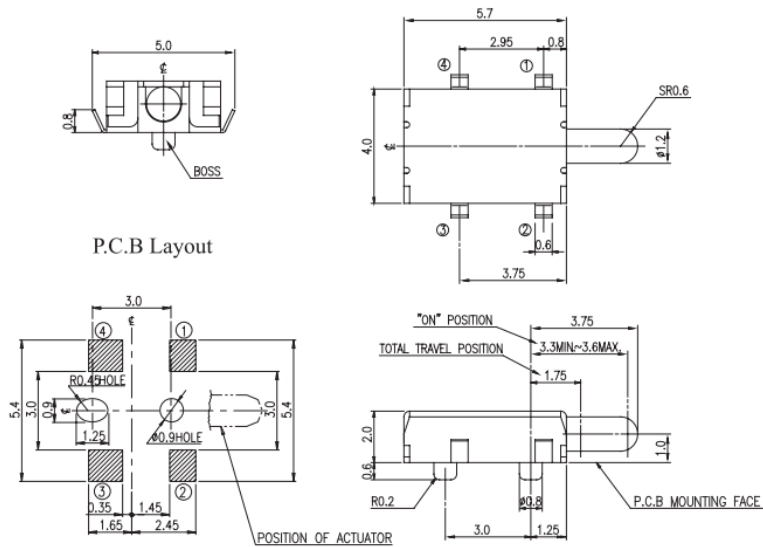 5.0
℄
0.8
BOSS
5.7
2.95
0.8
④
①
SR0.6
4.0
℄
ø1.2
③
②
0.6
3.75
P.C.B Layout
3.0
℄
④
①
R0.45HOLE
5.4
3.0
0.9
℄
1.25
ø0.9HOLE
3.0
5.4
③
②
0.35
1.45
1.65
2.45
POSITION OF ACTUATOR
"ON" POSITION
3.75
TOTAL TRAVEL POSITION
3.3MIN.~3.6MAX.
1.75
2.0
0.6
1.0
R0.2
ø0.8
P.C.B MOUNTING FACE
3.0
1.25